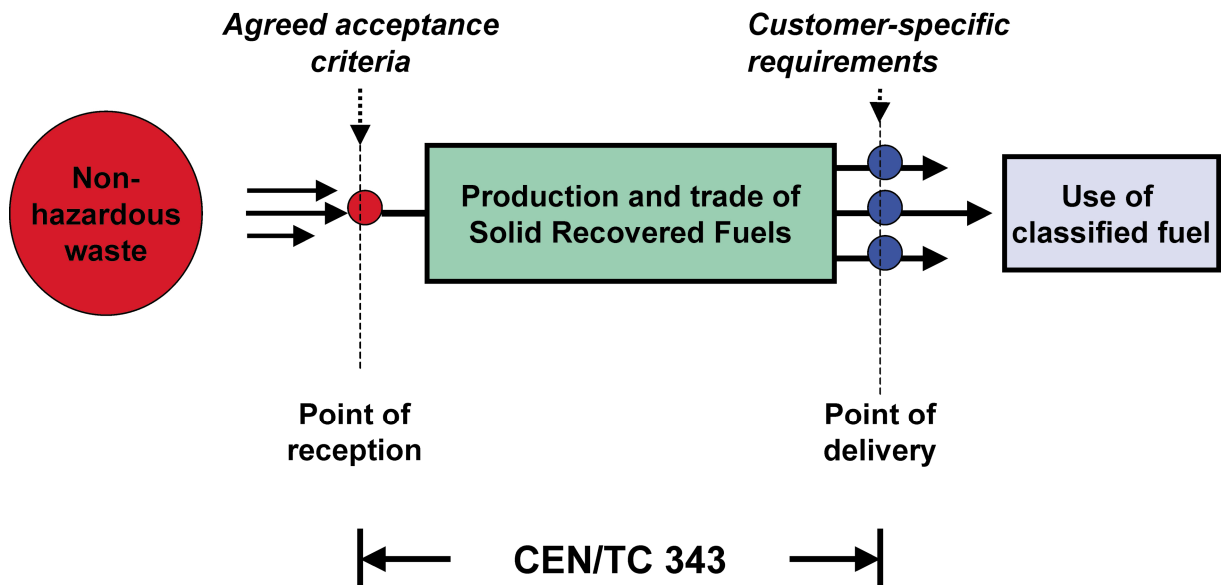 Agreed acceptance
criteria
Customer-specific
requirements
Non-
hazardous
waste
Production and trade of
Solid Recovered Fuels
Use of
classified fuel
Point of
reception
Point of
delivery
CEN/TC 343